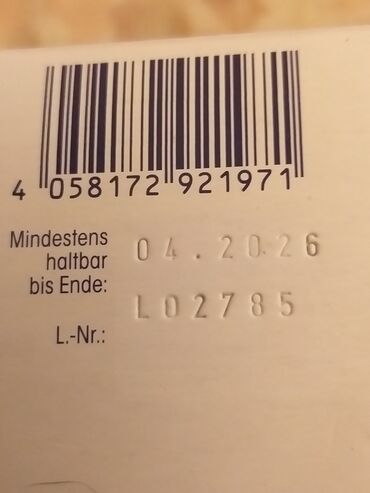 4 058172 921971
Mindestens
haltbar
bis Ende: 04.2026
L.-Nr.: L02785